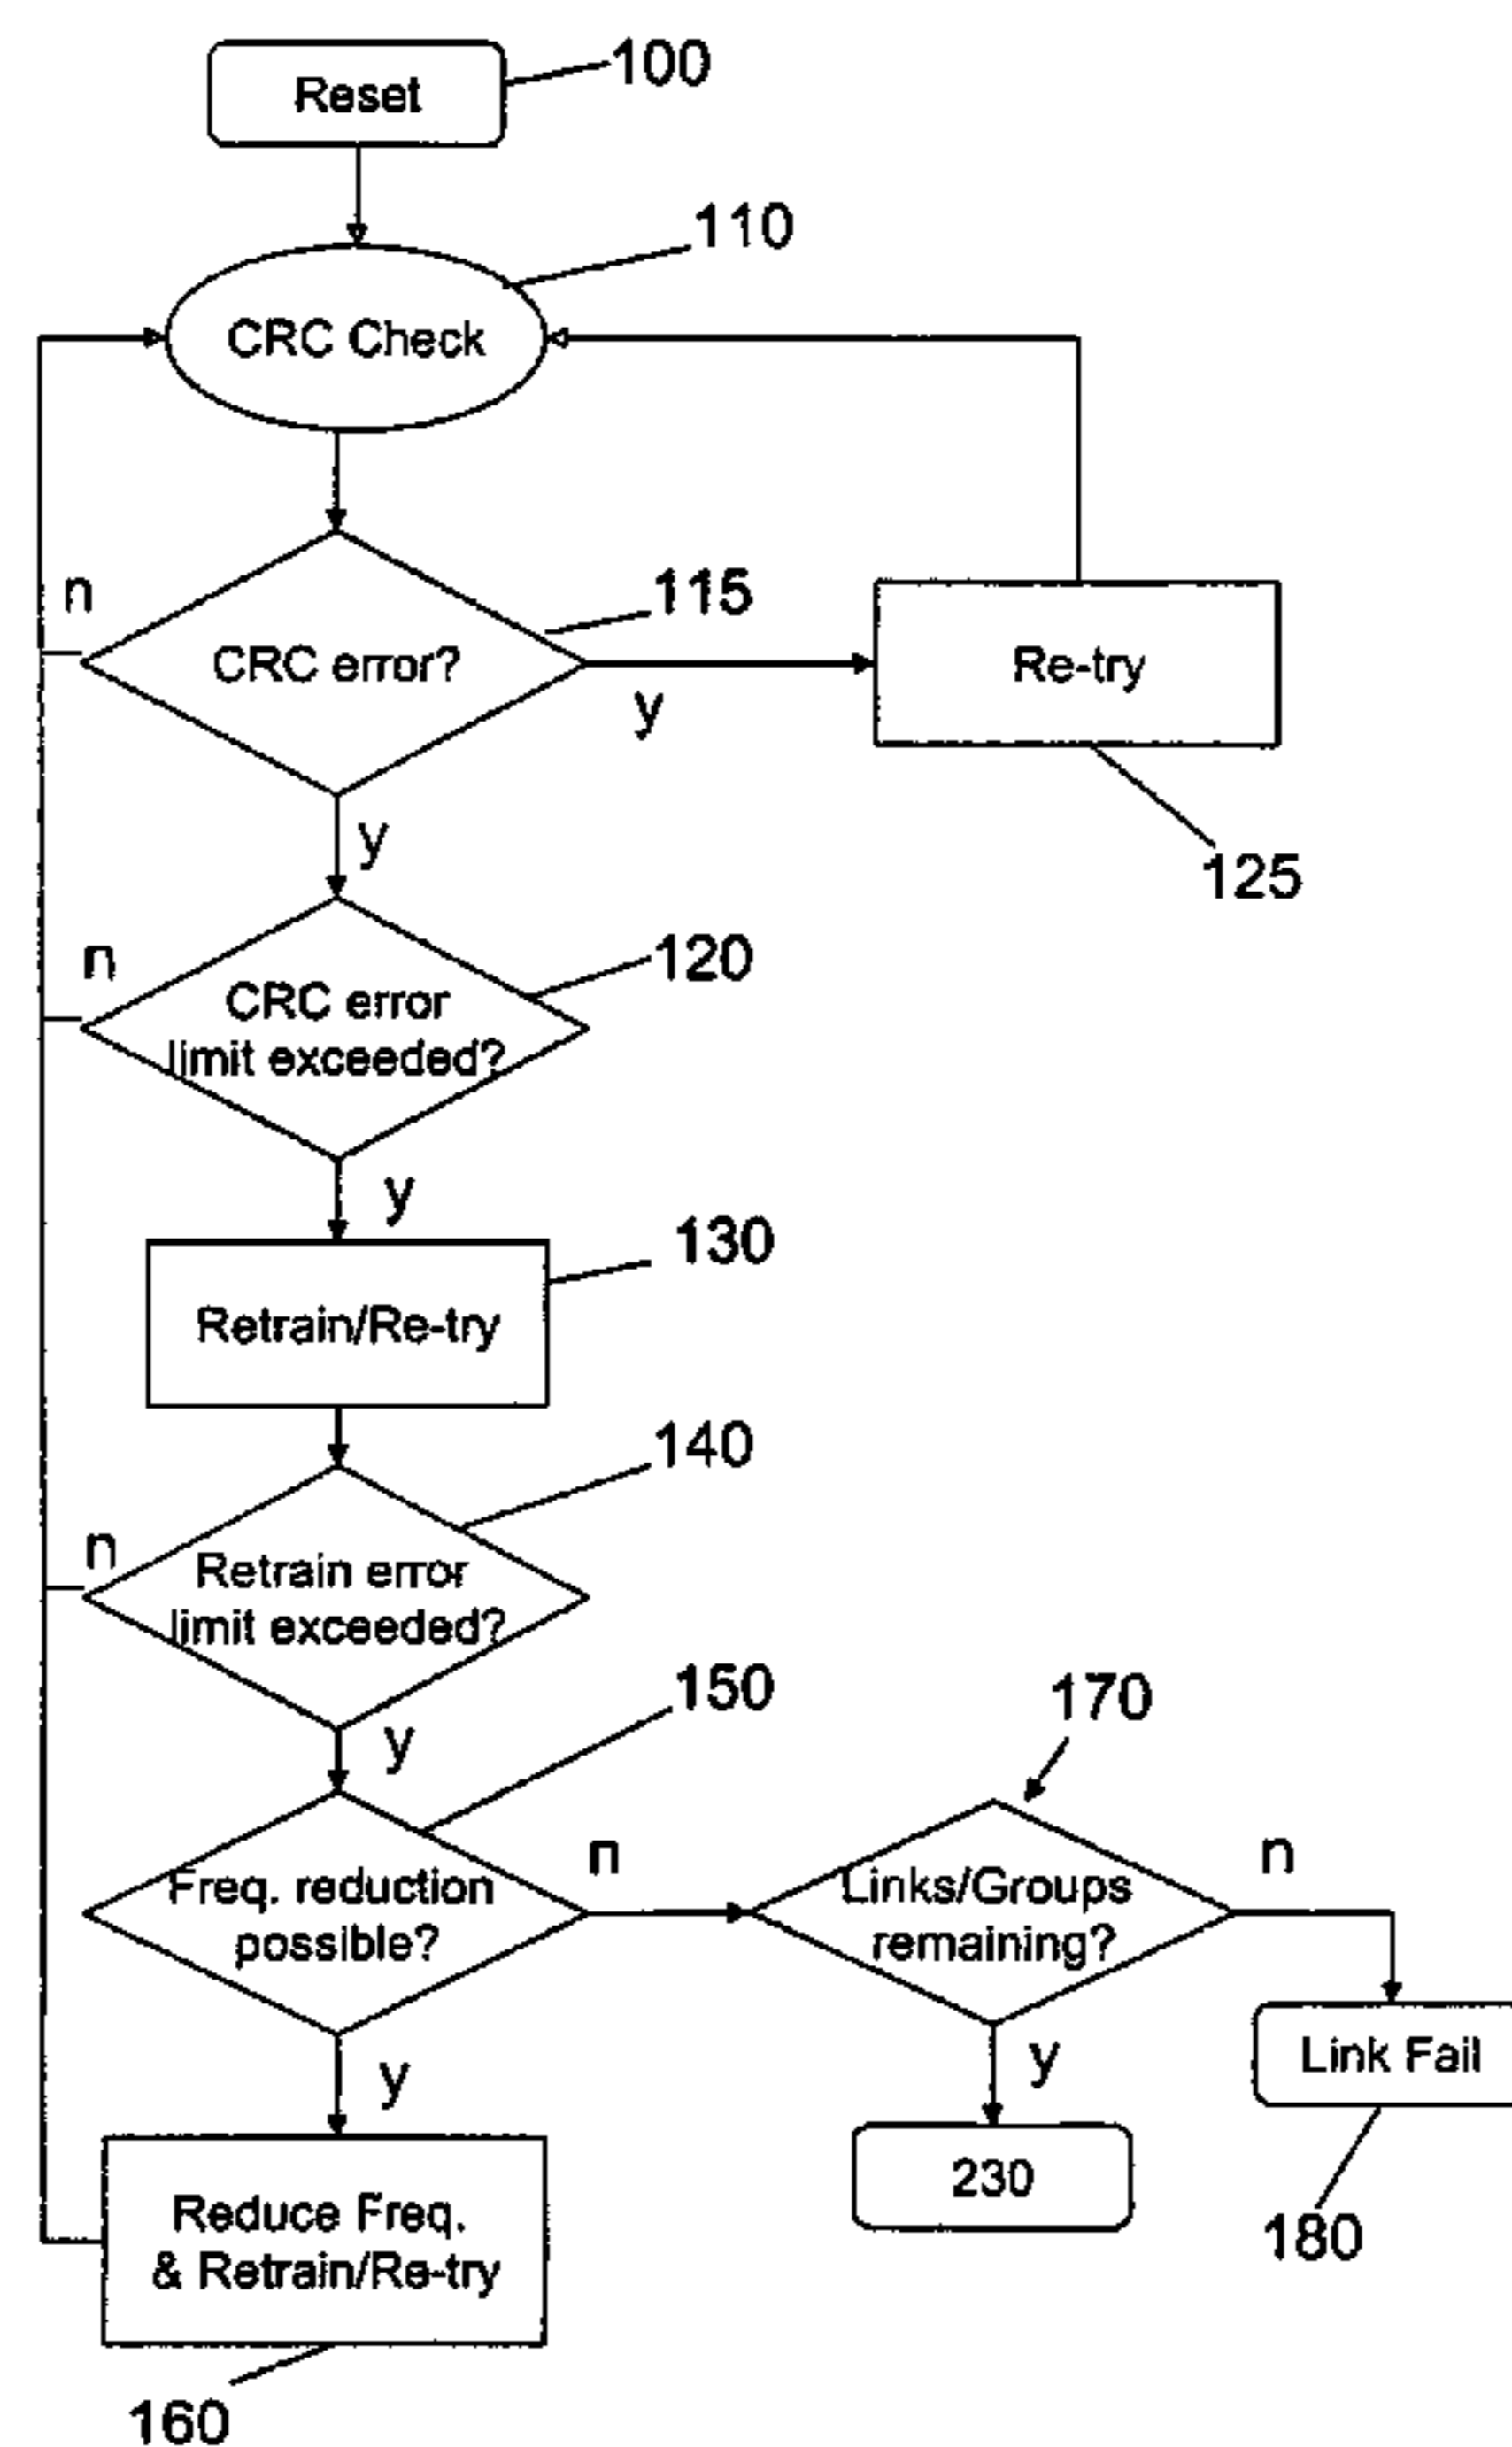 Reset
100
110
CRC Check
n
115
CRC error?
y
Re-try
125
y
n
120
CRC error
limit exceeded?
y
130
Retrain/Re-try
140
n
Retrain error
limit exceeded?
y
150
170
n
n
Freq. reduction
possible?
Links/Groups
remaining?
y
y
Link Fail
230
180
Reduce Freq.
& Retrain/Re-try
160